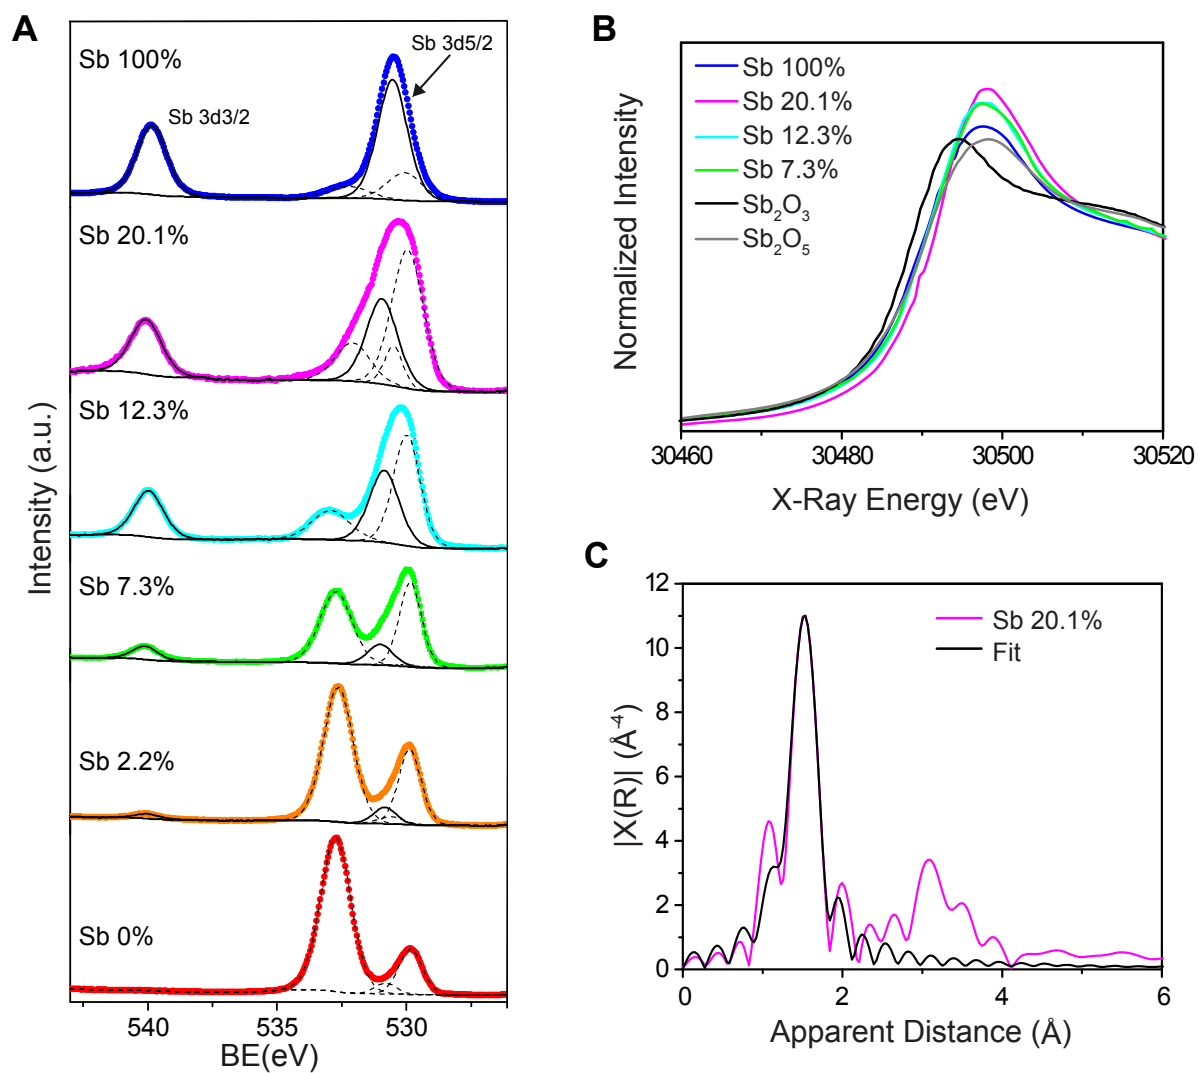 A
Sb 100%
Sb 3d3/2
Sb 3d5/2
Sb 20.1%
Sb 12.3%
Sb 7.3%
Sb 2.2%
Sb 0%
Intensity (a.u.)
540 535 530
BE(eV)
B
Sb 100%
Sb 20.1%
Sb 12.3%
Sb 7.3%
Sb₂O₃
Sb₂O₅
Normalized Intensity
30460 30480 30500 30520
X-Ray Energy (eV)
C
12
10
8
6
4
2
0
Sb 20.1%
Fit
|X(R)| (Å⁻⁴)
0 2 4 6
Apparent Distance (Å)